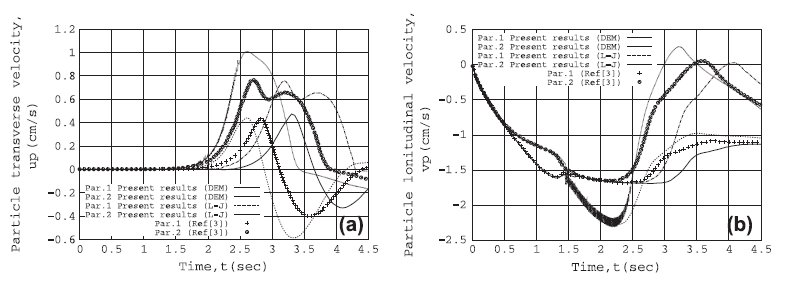 Particle transverse velocity,
up(cm/s)
1.2
1
0.8
0.6
0.4
0.2
0
−0.2
−0.4
−0.6
Par.1 Present results (DEM)
Par.2 Present results (DEM)
Par.1 Present results (L−J)
Par.2 Present results (L−J)
Par.1 (Ref[3])
Par.2 (Ref[3])
(a)
0 0.5 1 1.5 2 2.5 3 3.5 4 4.5
Time,t(sec)
Particle lonitudinal velocity,
vp(cm/s)
0.5
0
−0.5
−1
−1.5
−2
−2.5
Par.1 Present results (DEM)
Par.2 Present results (DEM)
Par.1 Present results (L−J)
Par.2 Present results (L−J)
Par.1 (Ref[3])
Par.2 (Ref[3])
(b)
0 0.5 1 1.5 2 2.5 3 3.5 4 4.5
Time,t(sec)